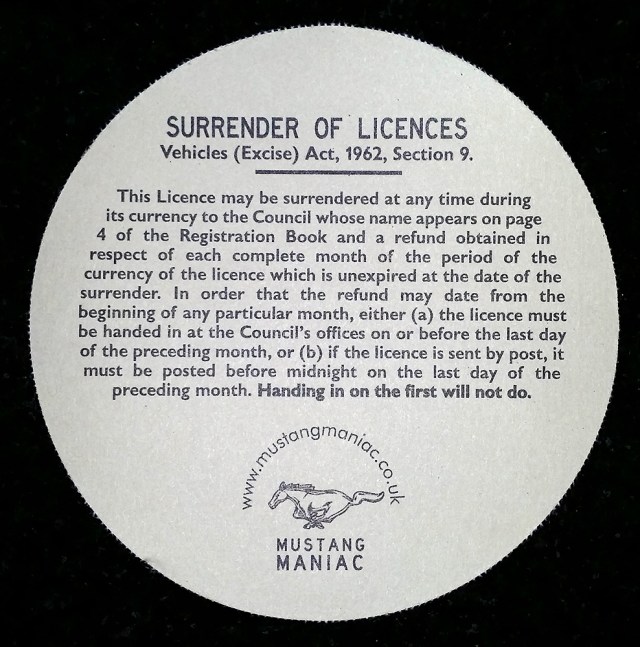 SURRENDER OF LICENCES
Vehicles (Excise) Act, 1962, Section 9.
This Licence may be surrendered at any time during
its currency to the Council whose name appears on page
4 of the Registration Book and a refund obtained in
respect of each complete month of the period of the
currency of the licence which is unexpired at the date of the
surrender. In order that the refund may date from the
beginning of any particular month, either (a) the licence must
be handed in at the Council's offices on or before the last day
of the preceding month, or (b) if the licence is sent by post, it
must be posted before midnight on the last day of the
preceding month. Handing in on the first will not do.
www.mustangmaniac.co.uk
MUSTANG
MANIAC